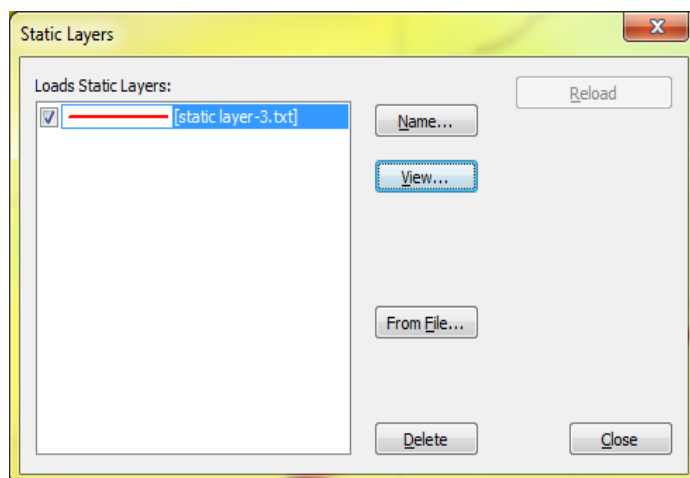 Static Layers
Loads Static Layers:
[static layer-3.txt]
Name...
View...
From File...
Delete
Reload
Close